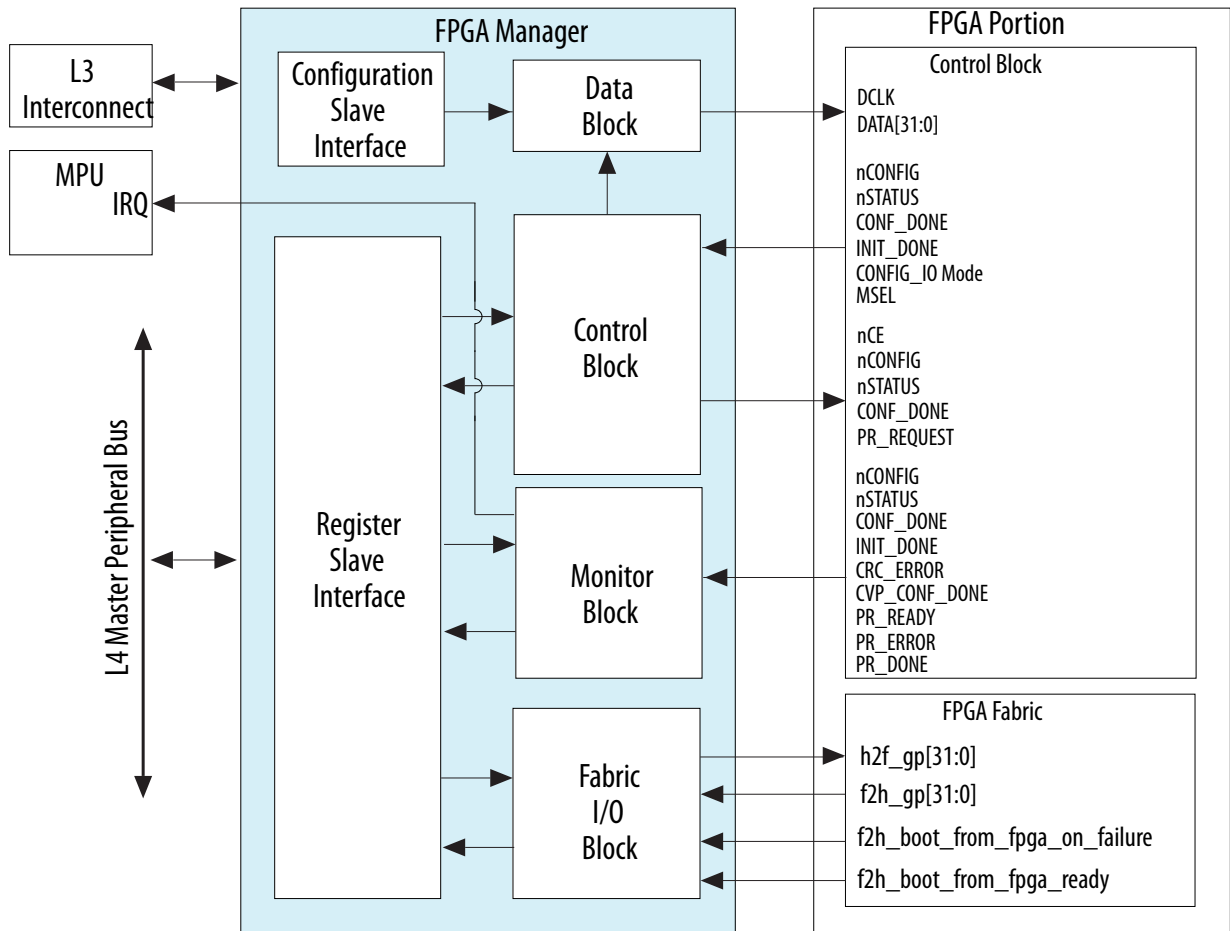 FPGA Manager
FPGA Portion
L3
Interconnect
MPU
IRQ
L4 Master Peripheral Bus
Configuration
Slave
Interface
Data
Block
Register
Slave
Interface
Control
Block
Monitor
Block
Fabric
I/O
Block
Control Block
DCLK
DATA[31:0]
nCONFIG
nSTATUS
CONF_DONE
INIT_DONE
CONFIG_IO Mode
MSEL
nCE
nCONFIG
nSTATUS
CONF_DONE
PR_REQUEST
nCONFIG
nSTATUS
CONF_DONE
INIT_DONE
CRC_ERROR
CVP_CONF_DONE
PR_READY
PR_ERROR
PR_DONE
FPGA Fabric
h2f_gp[31:0]
f2h_gp[31:0]
f2h_boot_from_fpga_on_failure
f2h_boot_from_fpga_ready